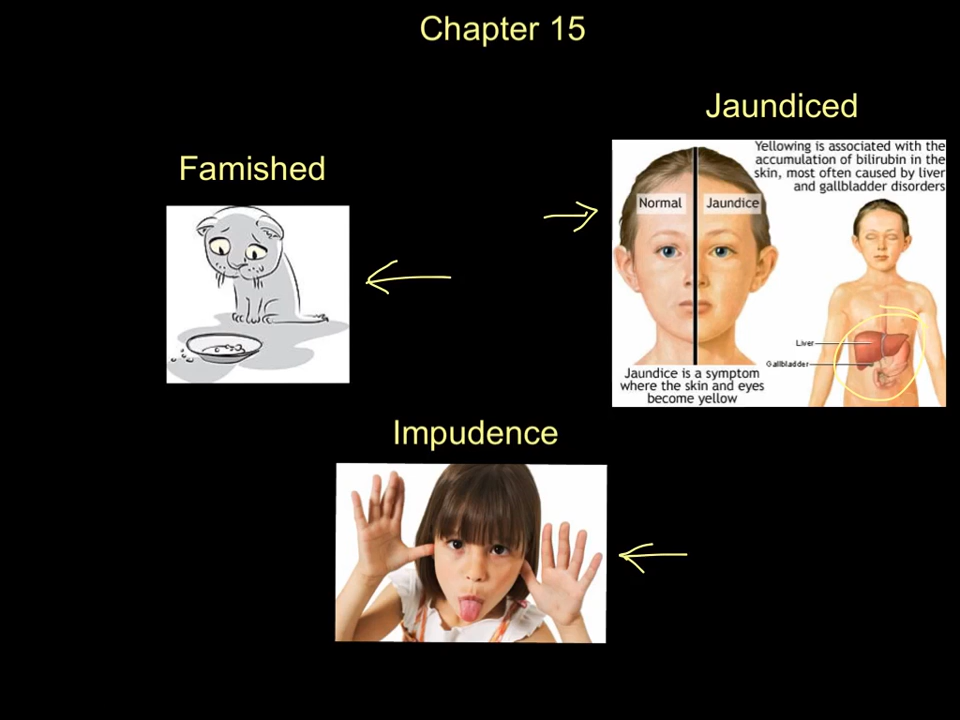 Chapter 15
Jaundiced
Yellowing is associated with the
accumulation of bilirubin in the
skin, most often caused by liver
and gallbladder disorders
Normal
Jaundice
Liver
Gallbladder
Jaundice is a symptom
where the skin and eyes
become yellow
Famished
Impudence